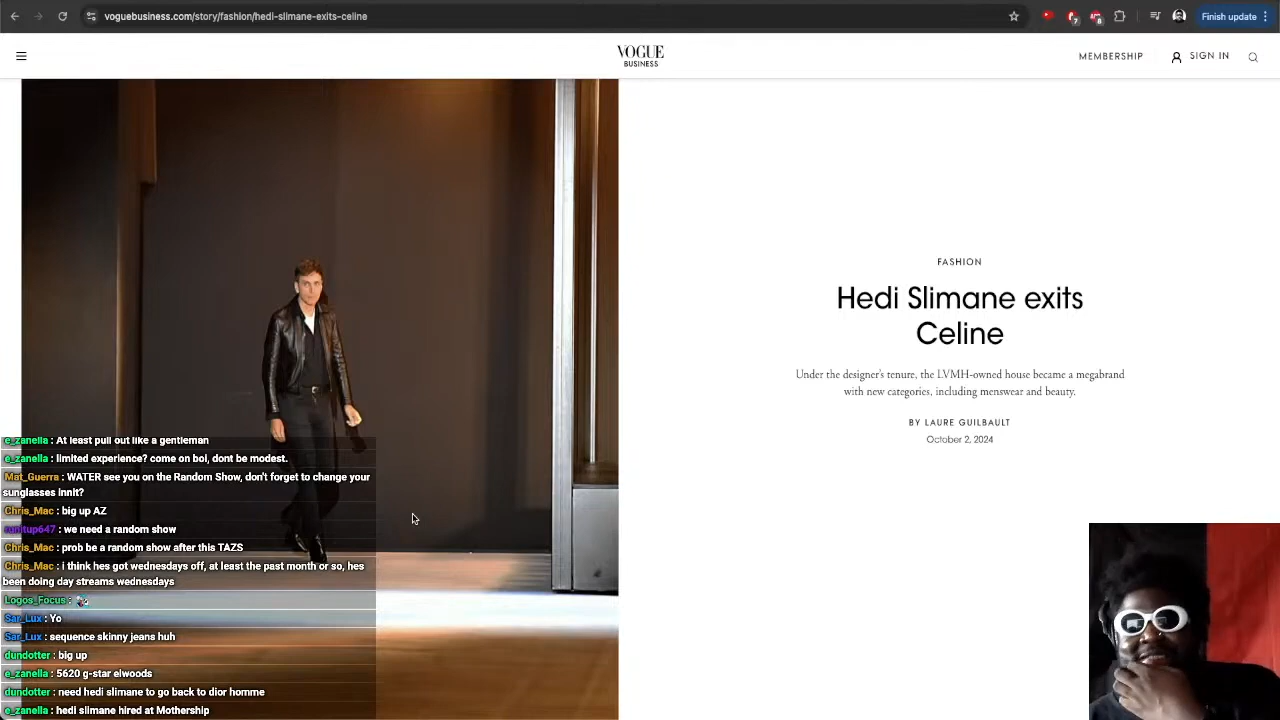 voguebusiness.com/story/fashion/hedi-slimane-exits-celine
Finish update
VOGUE
BUSINESS
MEMBERSHIP
SIGN IN
FASHION
Hedi Slimane exits
Celine
Under the designer's tenure, the LVMH-owned house became a megabrand
with new categories, including menswear and beauty.
BY LAURE GUILBAULT
October 2, 2024
e_zanella : At least pull out like a gentleman
e_zanella : limited experience? come on boi, dont be modest.
Mat_Guerra : WATER see you on the Random Show, don't forget to change your
sunglasses innit?
Chris_Mac : big up AZ
: we need a random show
Chris_Mac : prob be a random show after this TAZS
Chris_Mac : i think hes got wednesdays off, at least the past month or so, hes
been doing day streams wednesdays
Logos_Focus :
Sar_Lux : Yo
Sar_Lux : sequence skinny jeans huh
dundotter : big up
e_zanella : 5620 g-star elwoods
dundotter : need hedi slimane to go back to dior homme
e_zanella : hedi slimane hired at Mothership